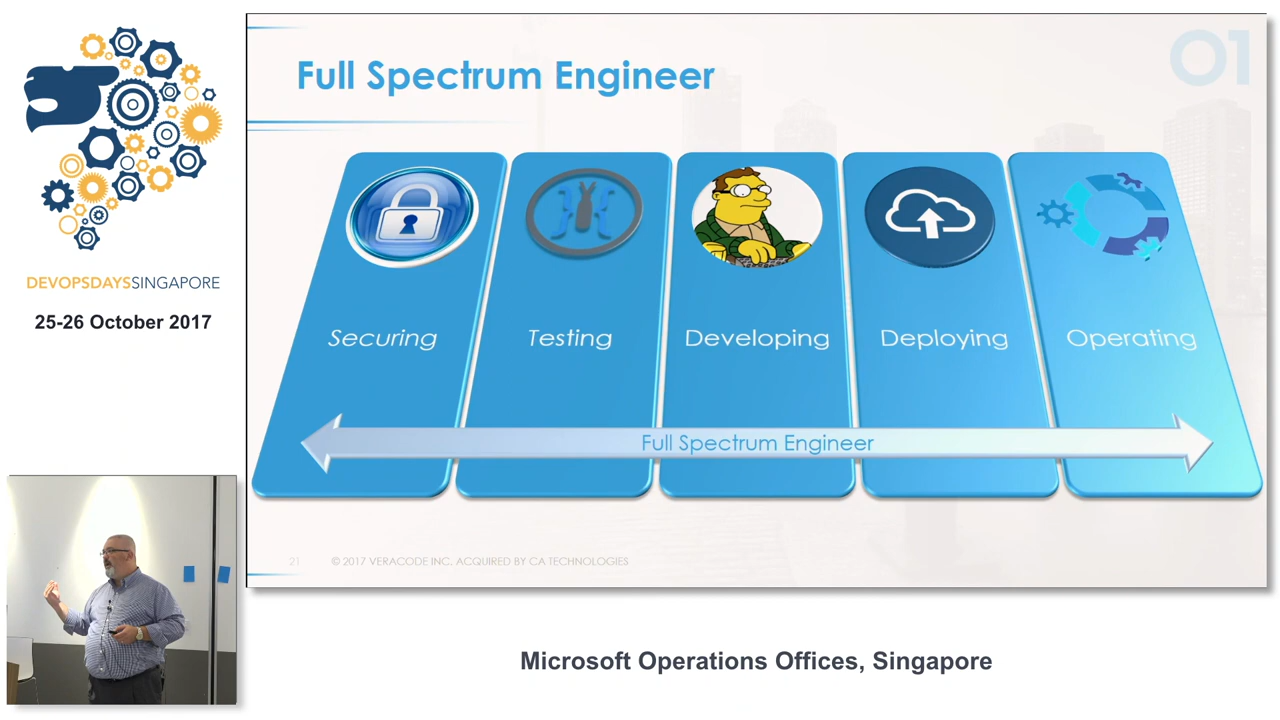 DEVOPSDAYSSINGAPORE
25-26 October 2017
Full Spectrum Engineer
01
Securing
Testing
Developing
Deploying
Operating
Full Spectrum Engineer
21
© 2017 VERACODE INC. ACQUIRED BY CA TECHNOLOGIES
Microsoft Operations Offices, Singapore